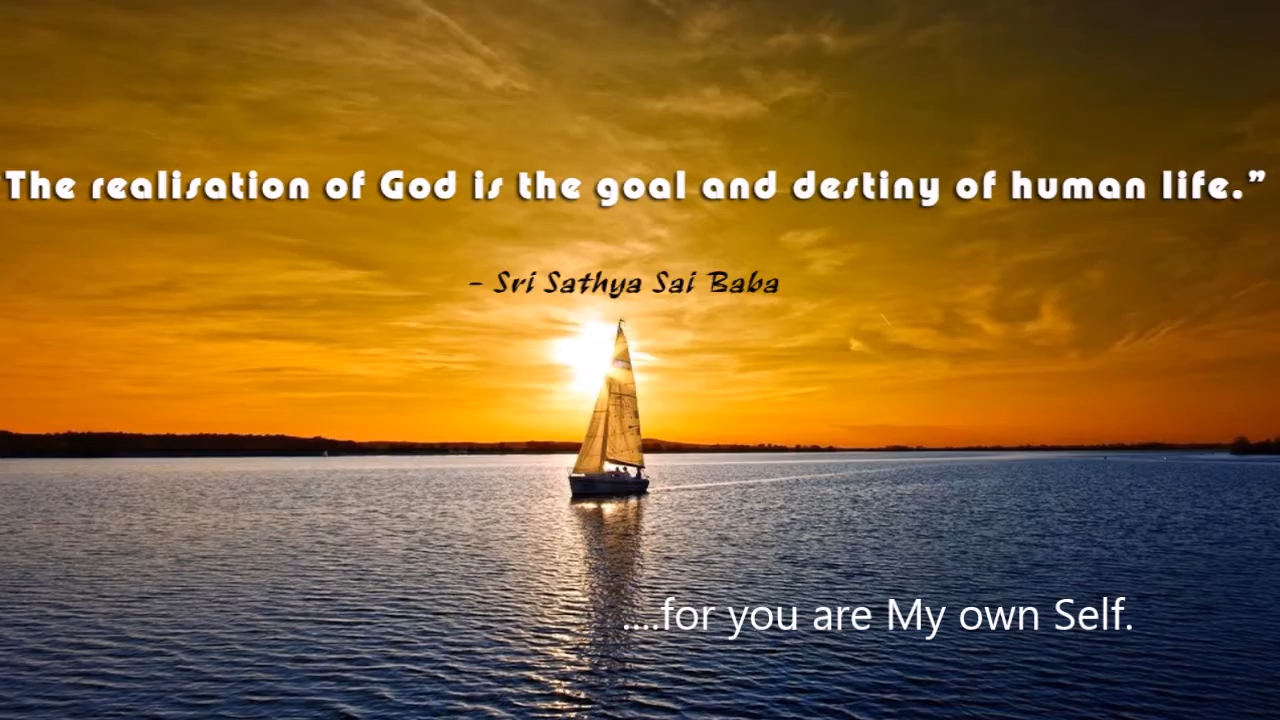 “The realisation of God is the goal and destiny of human life.”
- Sri Sathya Sai Baba
....for you are My own Self.